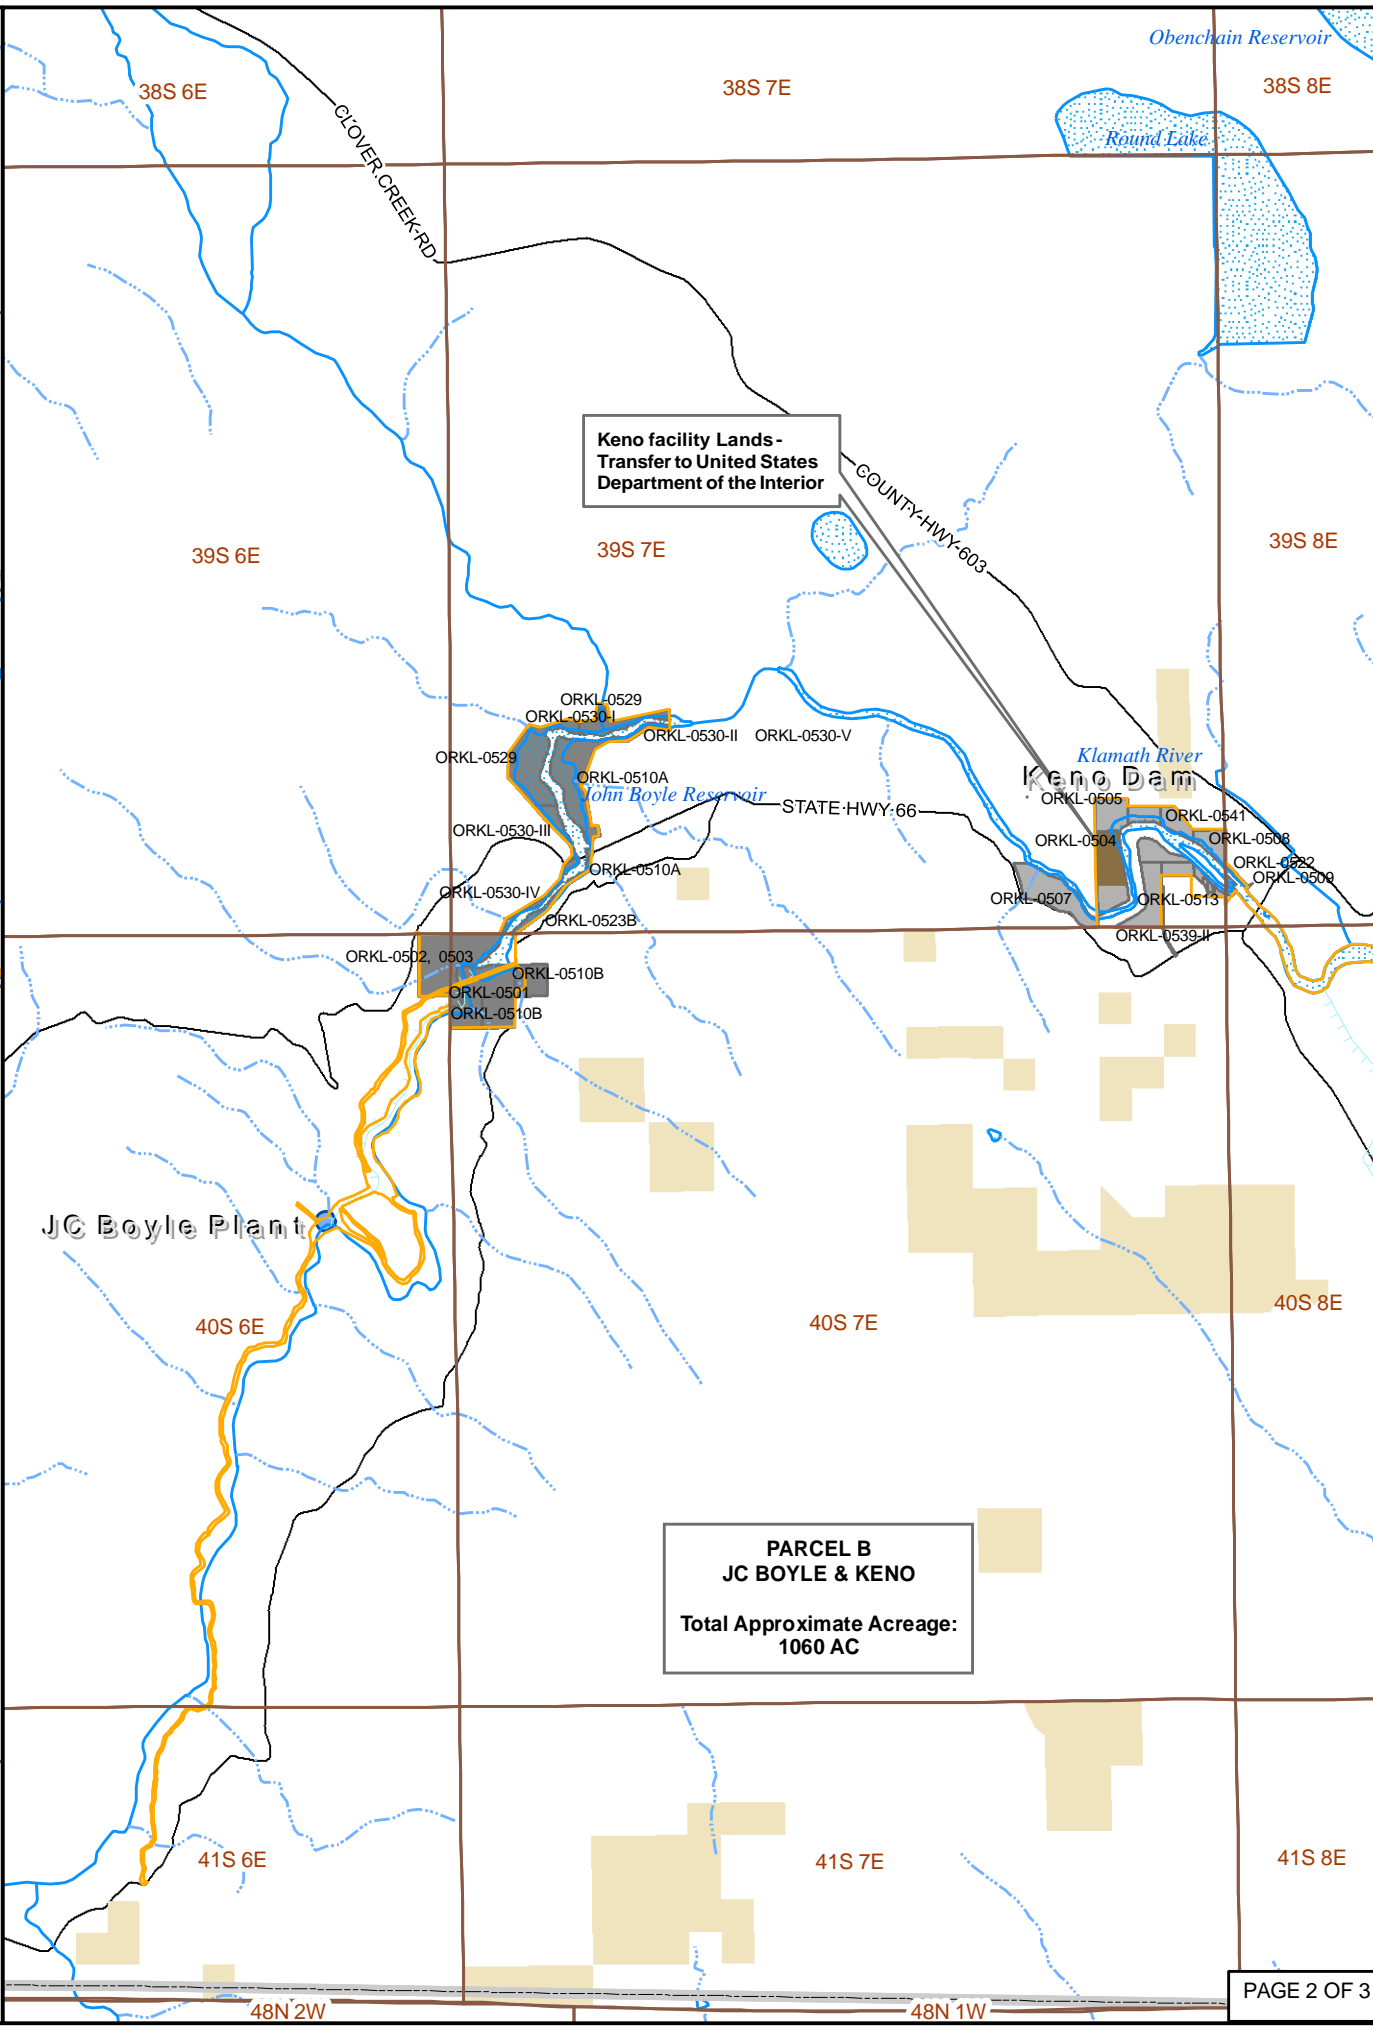 Obenchain Reservoir
38S 6E
38S 7E
38S 8E
Round Lake
CLOVER CREEK RD
Keno facility Lands -
Transfer to United States
Department of the Interior
COUNTY HWY 603
39S 6E
39S 7E
39S 8E
ORKL-0529
ORKL-0530-I
ORKL-0530-II
ORKL-0530-V
ORKL-0529
Klamath River
Keno Dam
ORKL-0510A
John Boyle Reservoir
STATE HWY 66
ORKL-0505
ORKL-0541
ORKL-0530-III
ORKL-0504
ORKL-0508
ORKL-0510A
ORKL-0522
ORKL-0509
ORKL-0530-IV
ORKL-0507
ORKL-0513
ORKL-0523B
ORKL-0539-II
ORKL-0502, 0503
ORKL-0510B
ORKL-0501
ORKL-0510B
JC Boyle Plant
40S 6E
40S 7E
40S 8E
PARCEL B
JC BOYLE & KENO
Total Approximate Acreage:
1060 AC
41S 6E
41S 7E
41S 8E
48N 2W
48N 1W
PAGE 2 OF 3